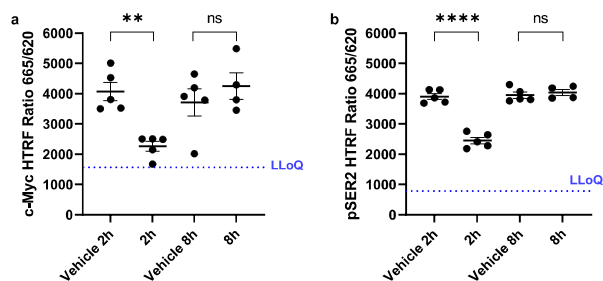 a
c-Myc HTRF Ratio 665/620
6000
5000
4000
3000
2000
1000
0
**
ns
LLoQ
Vehicle 2h
2h
Vehicle 8h
8h
b
pSER2 HTRF Ratio 665/620
6000
5000
4000
3000
2000
1000
0
****
ns
LLoQ
Vehicle 2h
2h
Vehicle 8h
8h